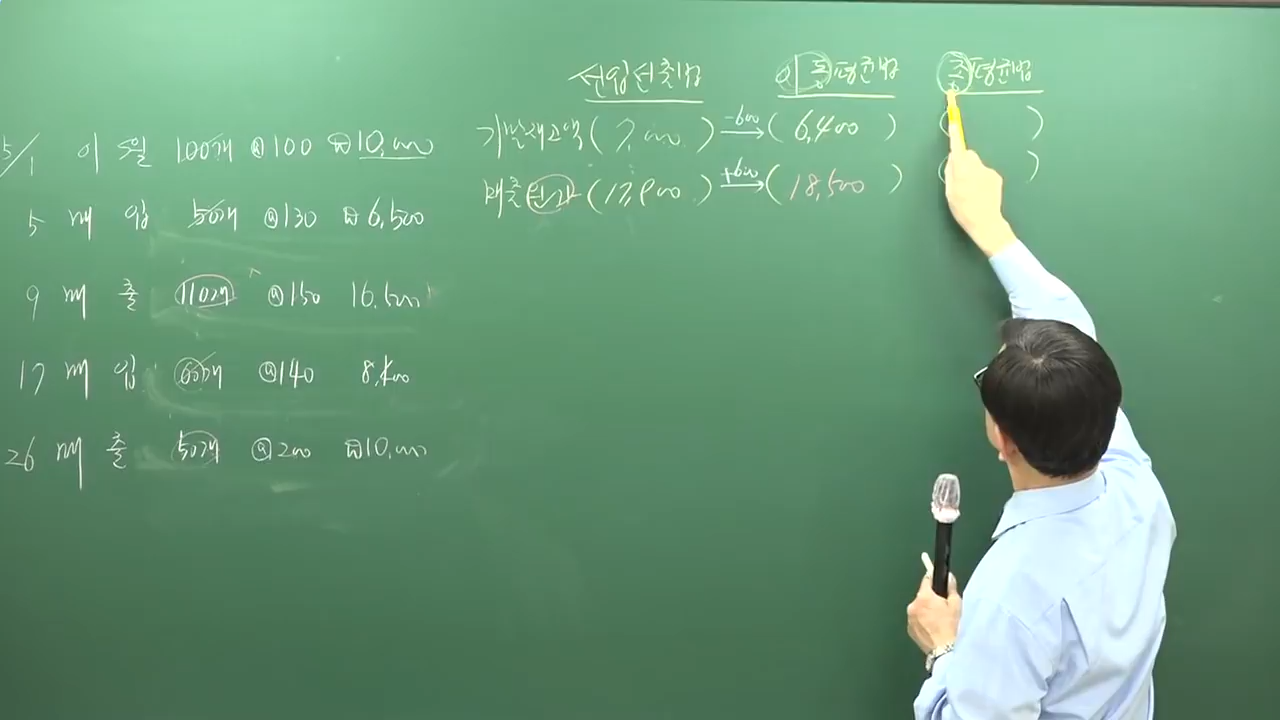 선입선출법 이동평균법 총평균법
기말재고액 ( 7,000 ) -600 → ( 6,400 ) ( )
매출원가 ( 17,900 ) +600 → ( 18,500 ) ( )
5/1 이월 100개 @100 ₩10,000
5 매입 50개 @130 ₩6,500
9 매출 110개 @150 16,500
17 매입 60개 @140 8,400
26 매출 50개 @200 ₩10,000